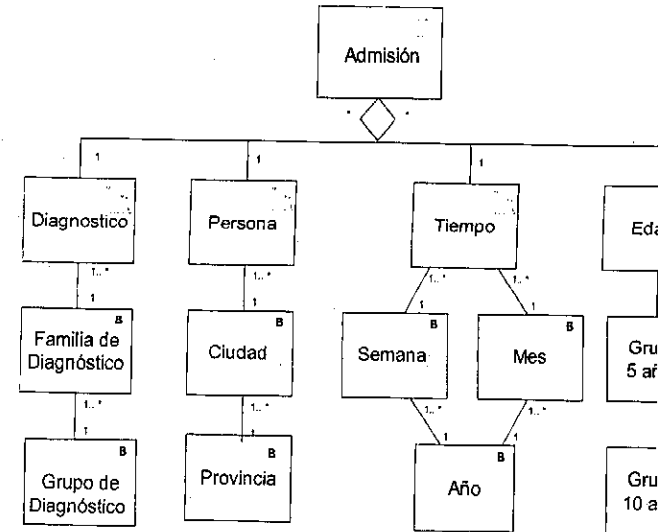 Admisión
* *
1 1 1
Diagnostico Persona Tiempo Eda
1..* 1..* 1..* 1..*
1 1 1 1
B B B B
Familia de Diagnóstico
Ciudad
Semana
Mes
Gru
5 añ
1..* 1..* 1..* 1..*
1 1 1 1
B B B
Grupo de Diagnóstico
Provincia
Año
Gru
10 a